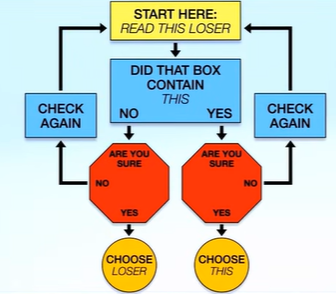 START HERE:
READ THIS LOSER
DID THAT BOX
CONTAIN
THIS
NO YES
CHECK
AGAIN
CHECK
AGAIN
ARE YOU
SURE
NO
YES
ARE YOU
SURE
NO
YES
CHOOSE
LOSER
CHOOSE
THIS